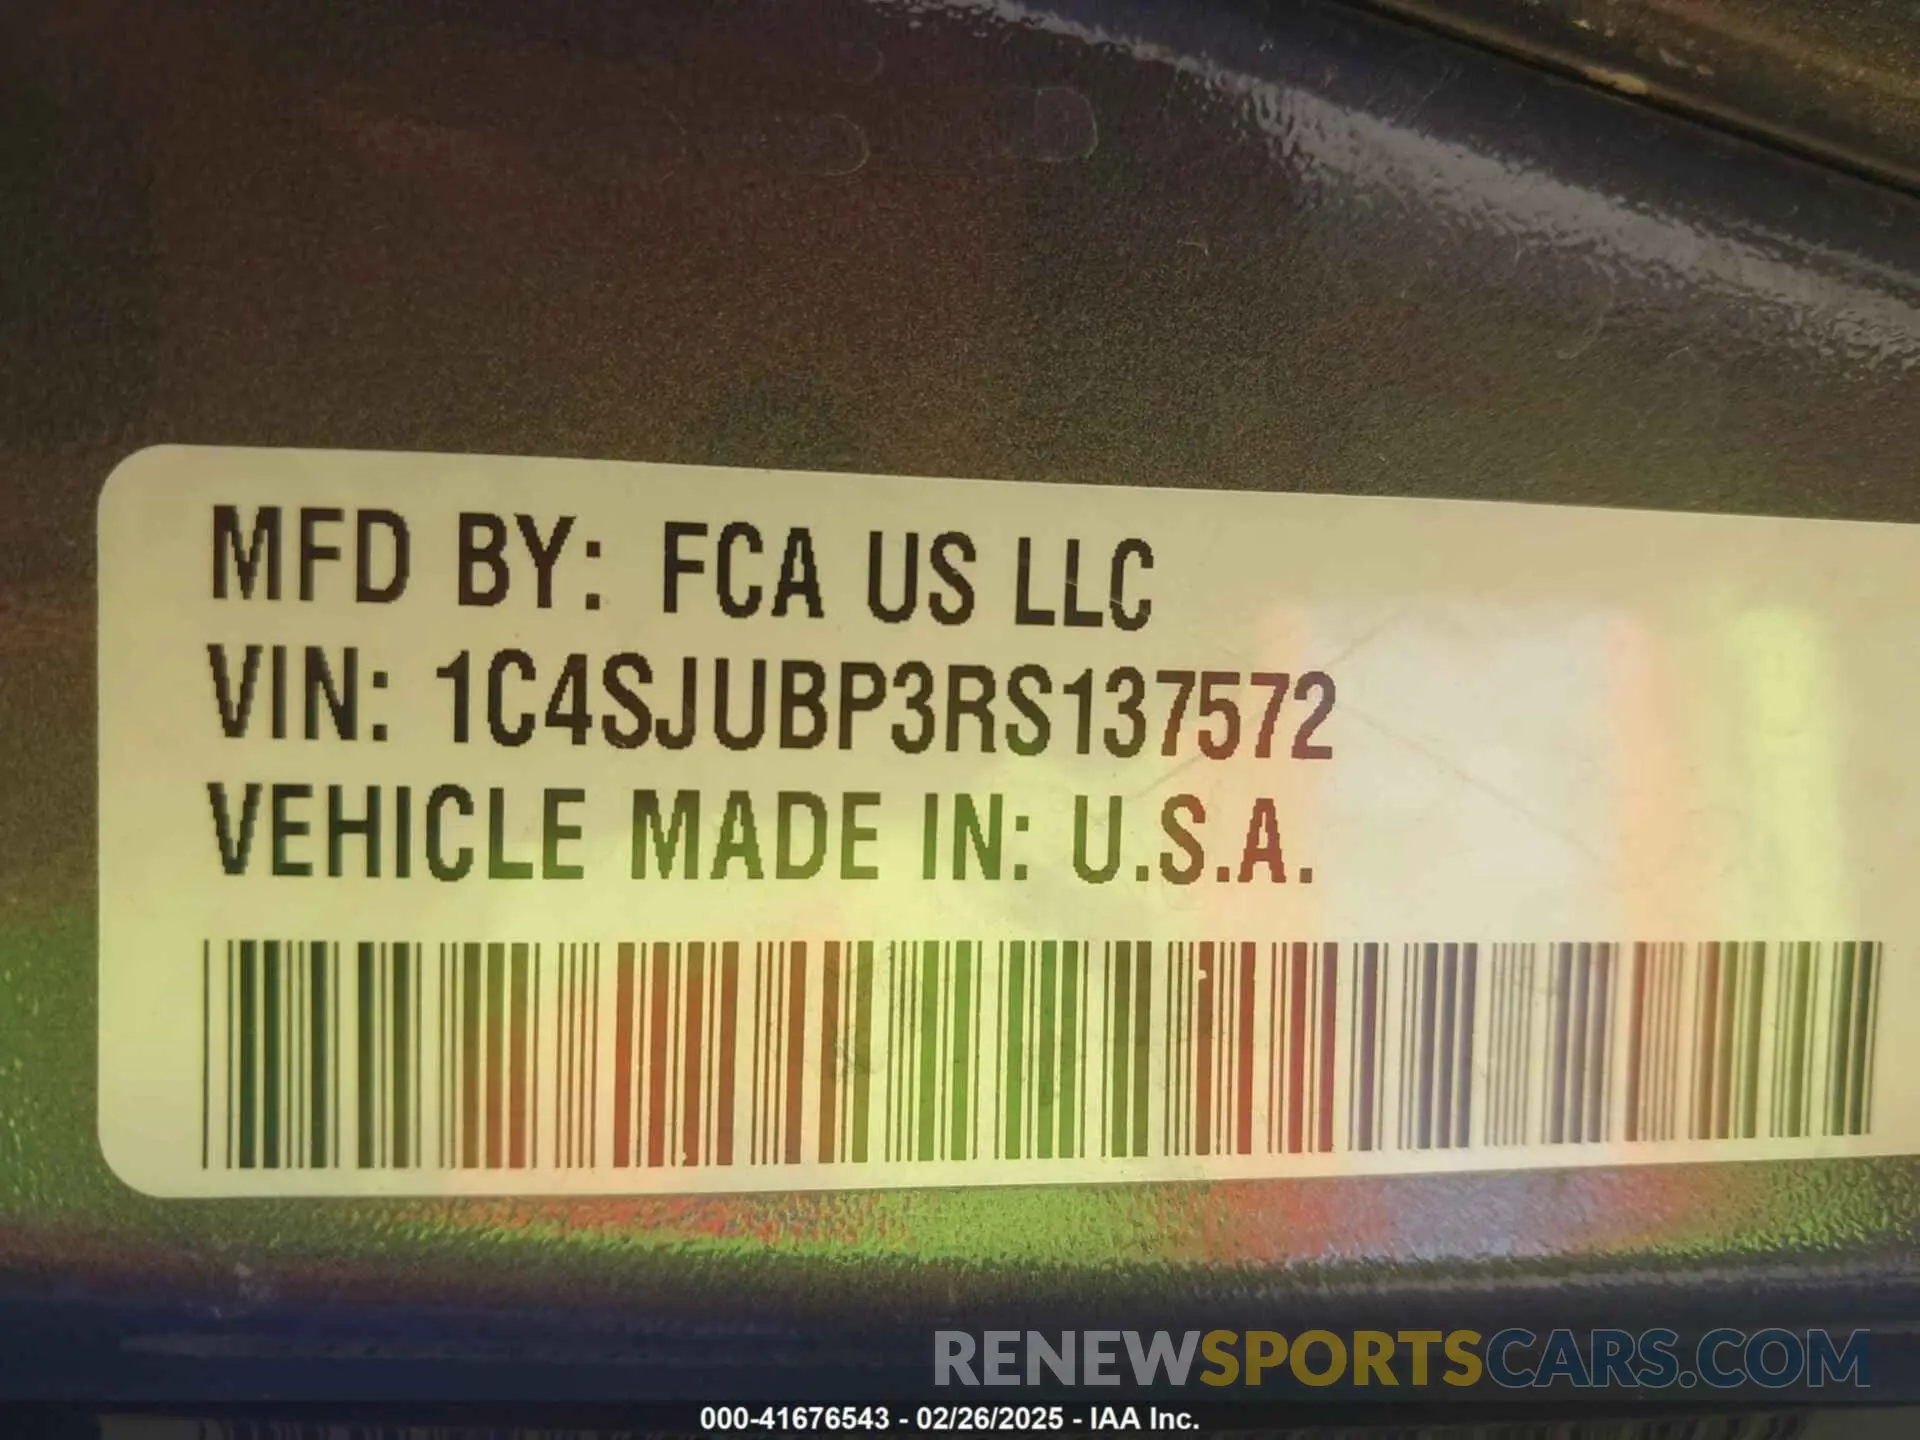 MFD BY: FCA US LLC
VIN: 1C4SJUBP3RS137572
VEHICLE MADE IN: U.S.A.
RENEWSPORTSCARS.COM
000-41676543 - 02/26/2025 - IAA Inc.